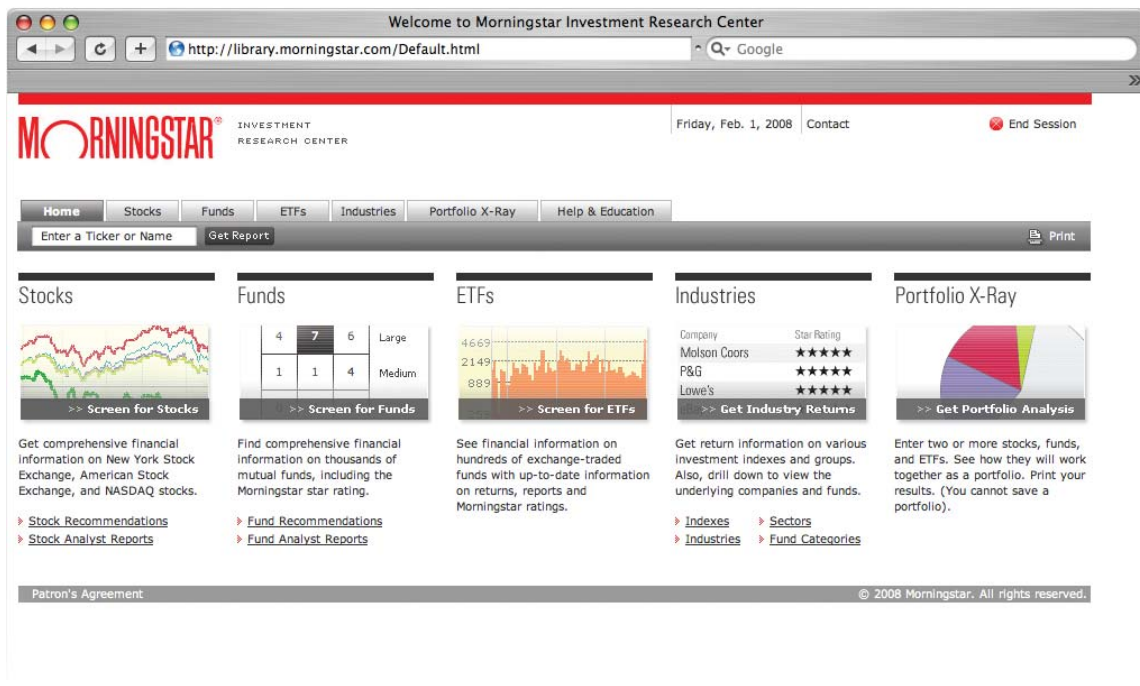 Welcome to Morningstar Investment Research Center
http://library.morningstar.com/Default.html
Google
MORNINGSTAR®
INVESTMENT
RESEARCH CENTER
Friday, Feb. 1, 2008
Contact
End Session
Home
Stocks
Funds
ETFs
Industries
Portfolio X-Ray
Help & Education
Enter a Ticker or Name
Get Report
Print
Stocks
>> Screen for Stocks
Get comprehensive financial
information on New York Stock
Exchange, American Stock
Exchange, and NASDAQ stocks.
Stock Recommendations
Stock Analyst Reports
Funds
4 7 6 Large
1 1 4 Medium
>> Screen for Funds
Find comprehensive financial
information on thousands of
mutual funds, including the
Morningstar star rating.
Fund Recommendations
Fund Analyst Reports
ETFs
4669
2149
889
>> Screen for ETFs
See financial information on
hundreds of exchange-traded
funds with up-to-date information
on returns, reports and
Morningstar ratings.
Industries
Company Star Rating
Molson Coors ★★★★★
P&G ★★★★★
Lowe's ★★★★★
>> Get Industry Returns
Get return information on various
investment indexes and groups.
Also, drill down to view the
underlying companies and funds.
Indexes Sectors
Industries Fund Categories
Portfolio X-Ray
>> Get Portfolio Analysis
Enter two or more stocks, funds,
and ETFs. See how they will work
together as a portfolio. Print your
results. (You cannot save a
portfolio).
Patron's Agreement
© 2008 Morningstar. All rights reserved.